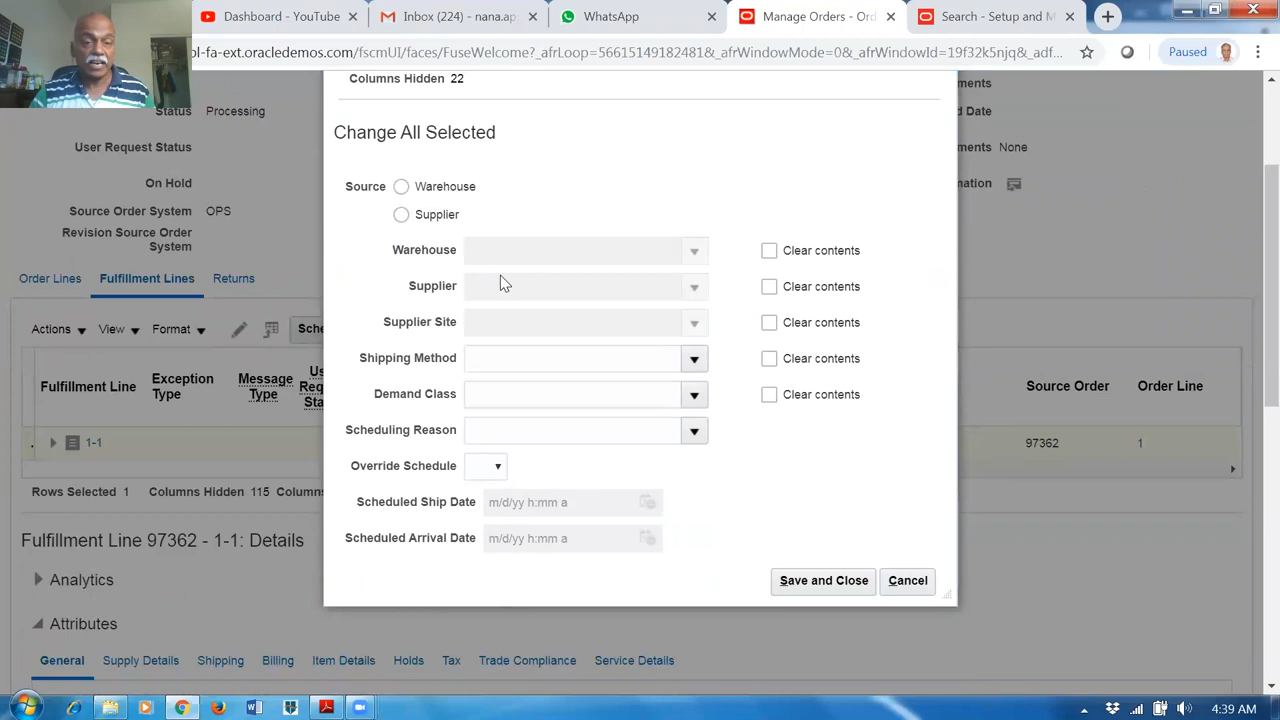 Dashboard - YouTube
Inbox (224) - nana.ap
WhatsApp
Manage Orders - Ord
Search - Setup and M
ol-fa-ext.oracledemos.com/fscmUI/faces/FuseWelcome?_afrLoop=56615149182481&_afrWindowMode=0&_afrWindowId=19f32k5njq&_adf...
Paused
Columns Hidden 22
Status Processing
User Request Status
On Hold
Source Order System OPS
Revision Source Order
System
ments
d Date
ments None
mation
Change All Selected
Source Warehouse
Supplier
Warehouse Clear contents
Supplier Clear contents
Supplier Site Clear contents
Shipping Method Clear contents
Demand Class Clear contents
Scheduling Reason
Override Schedule
Scheduled Ship Date m/d/yy h:mm a
Scheduled Arrival Date m/d/yy h:mm a
Save and Close Cancel
Order Lines Fulfillment Lines Returns
Actions View Format Sche
Fulfillment Line
Exception
Type
Message
Type
Us
Req
Sta
Source Order
Order Line
1-1 97362 1
Rows Selected 1 Columns Hidden 115 Columns
Fulfillment Line 97362 - 1-1: Details
Analytics
Attributes
General Supply Details Shipping Billing Item Details Holds Tax Trade Compliance Service Details
4:39 AM